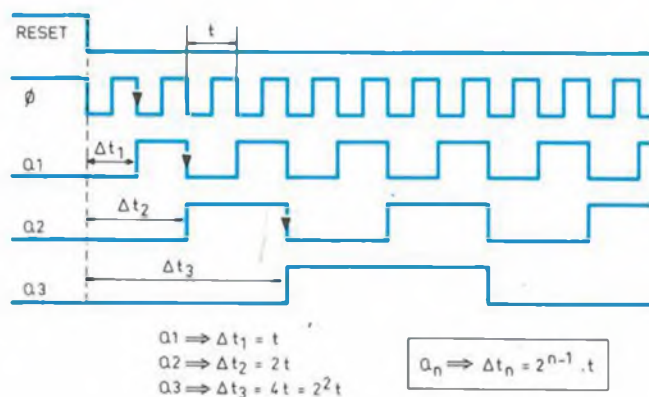 RESET
t
ø
Δt₁
Q1
Δt₂
Q2
Δt₃
Q3
Q1 ⇒ Δt₁ = t
Q2 ⇒ Δt₂ = 2t
Q3 ⇒ Δt₃ = 4t = 2²t
Qₙ ⇒ Δtₙ = 2ⁿ⁻¹ . t